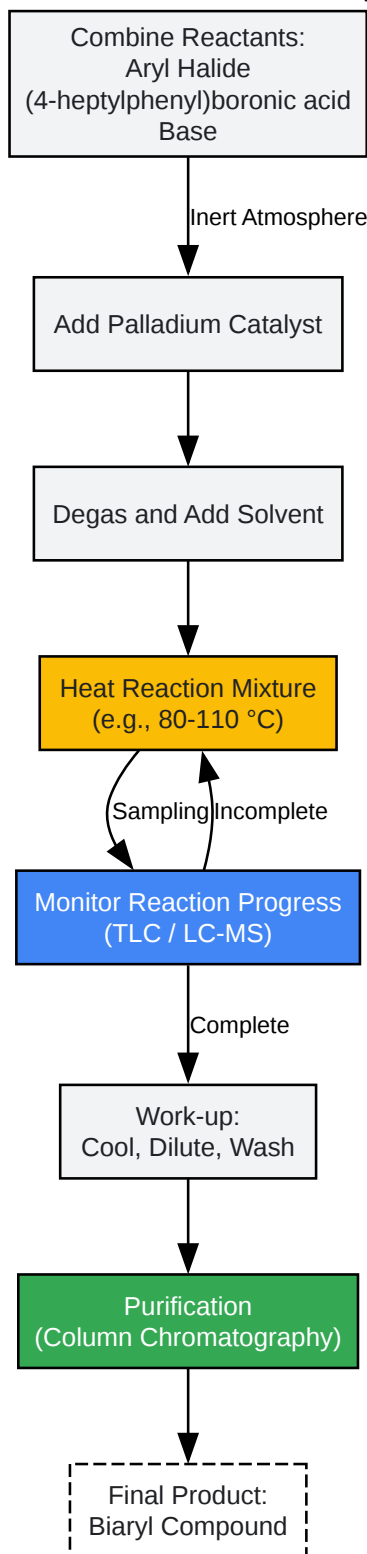 Combine Reactants:
Aryl Halide
(4-heptylphenyl)boronic acid
Base
Inert Atmosphere
Add Palladium Catalyst
Degas and Add Solvent
Heat Reaction Mixture
(e.g., 80-110 °C)
Sampling
Incomplete
Monitor Reaction Progress
(TLC / LC-MS)
Complete
Work-up:
Cool, Dilute, Wash
Purification
(Column Chromatography)
Final Product:
Biaryl Compound